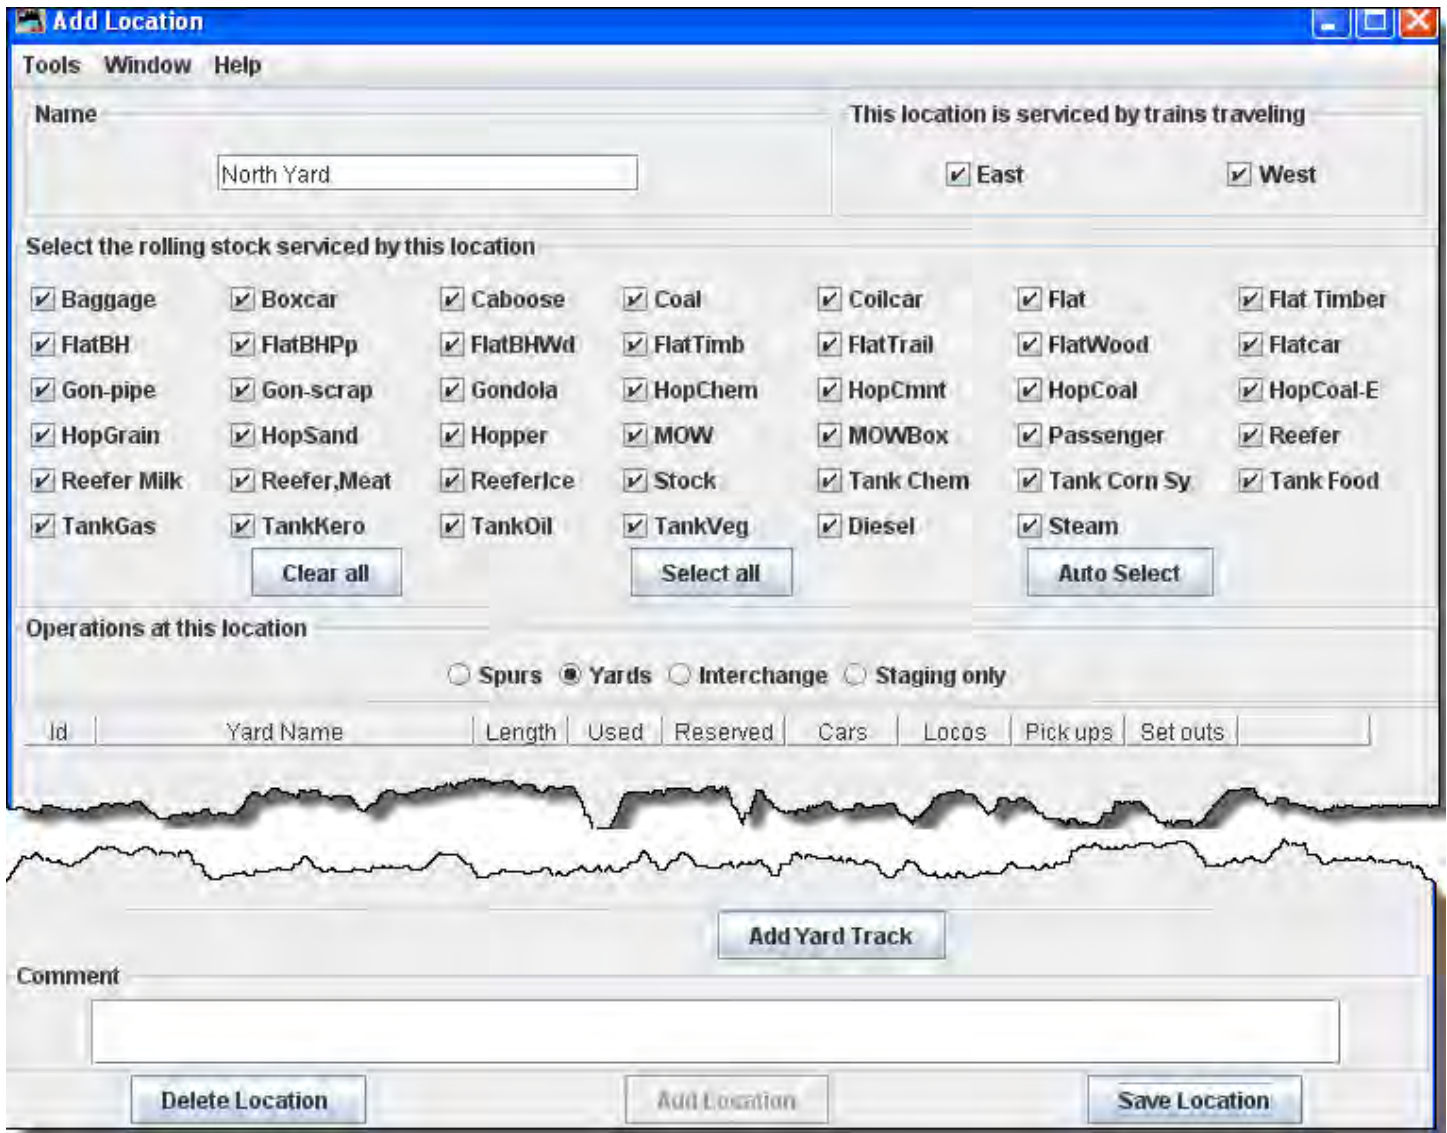 Add Location
Tools Window Help
Name This location is serviced by trains traveling
North Yard East West
Select the rolling stock serviced by this location
Baggage Boxcar Caboose Coal Coilcar Flat Flat Timber
FlatBH FlatBHPp FlatBHWd FlatTimb FlatTrail FlatWood Flatcar
Gon-pipe Gon-scrap Gondola HopChem HopCmnt HopCoal HopCoal-E
HopGrain HopSand Hopper MOW MOWBox Passenger Reefer
Reefer Milk Reefer,Meat ReeferIce Stock Tank Chem Tank Corn Sy Tank Food
TankGas TankKero TankOil TankVeg Diesel Steam
Clear all Select all Auto Select
Operations at this location
Spurs Yards Interchange Staging only
Id Yard Name Length Used Reserved Cars Locos Pick ups Set outs
Add Yard Track
Comment
Delete Location Add Location Save Location